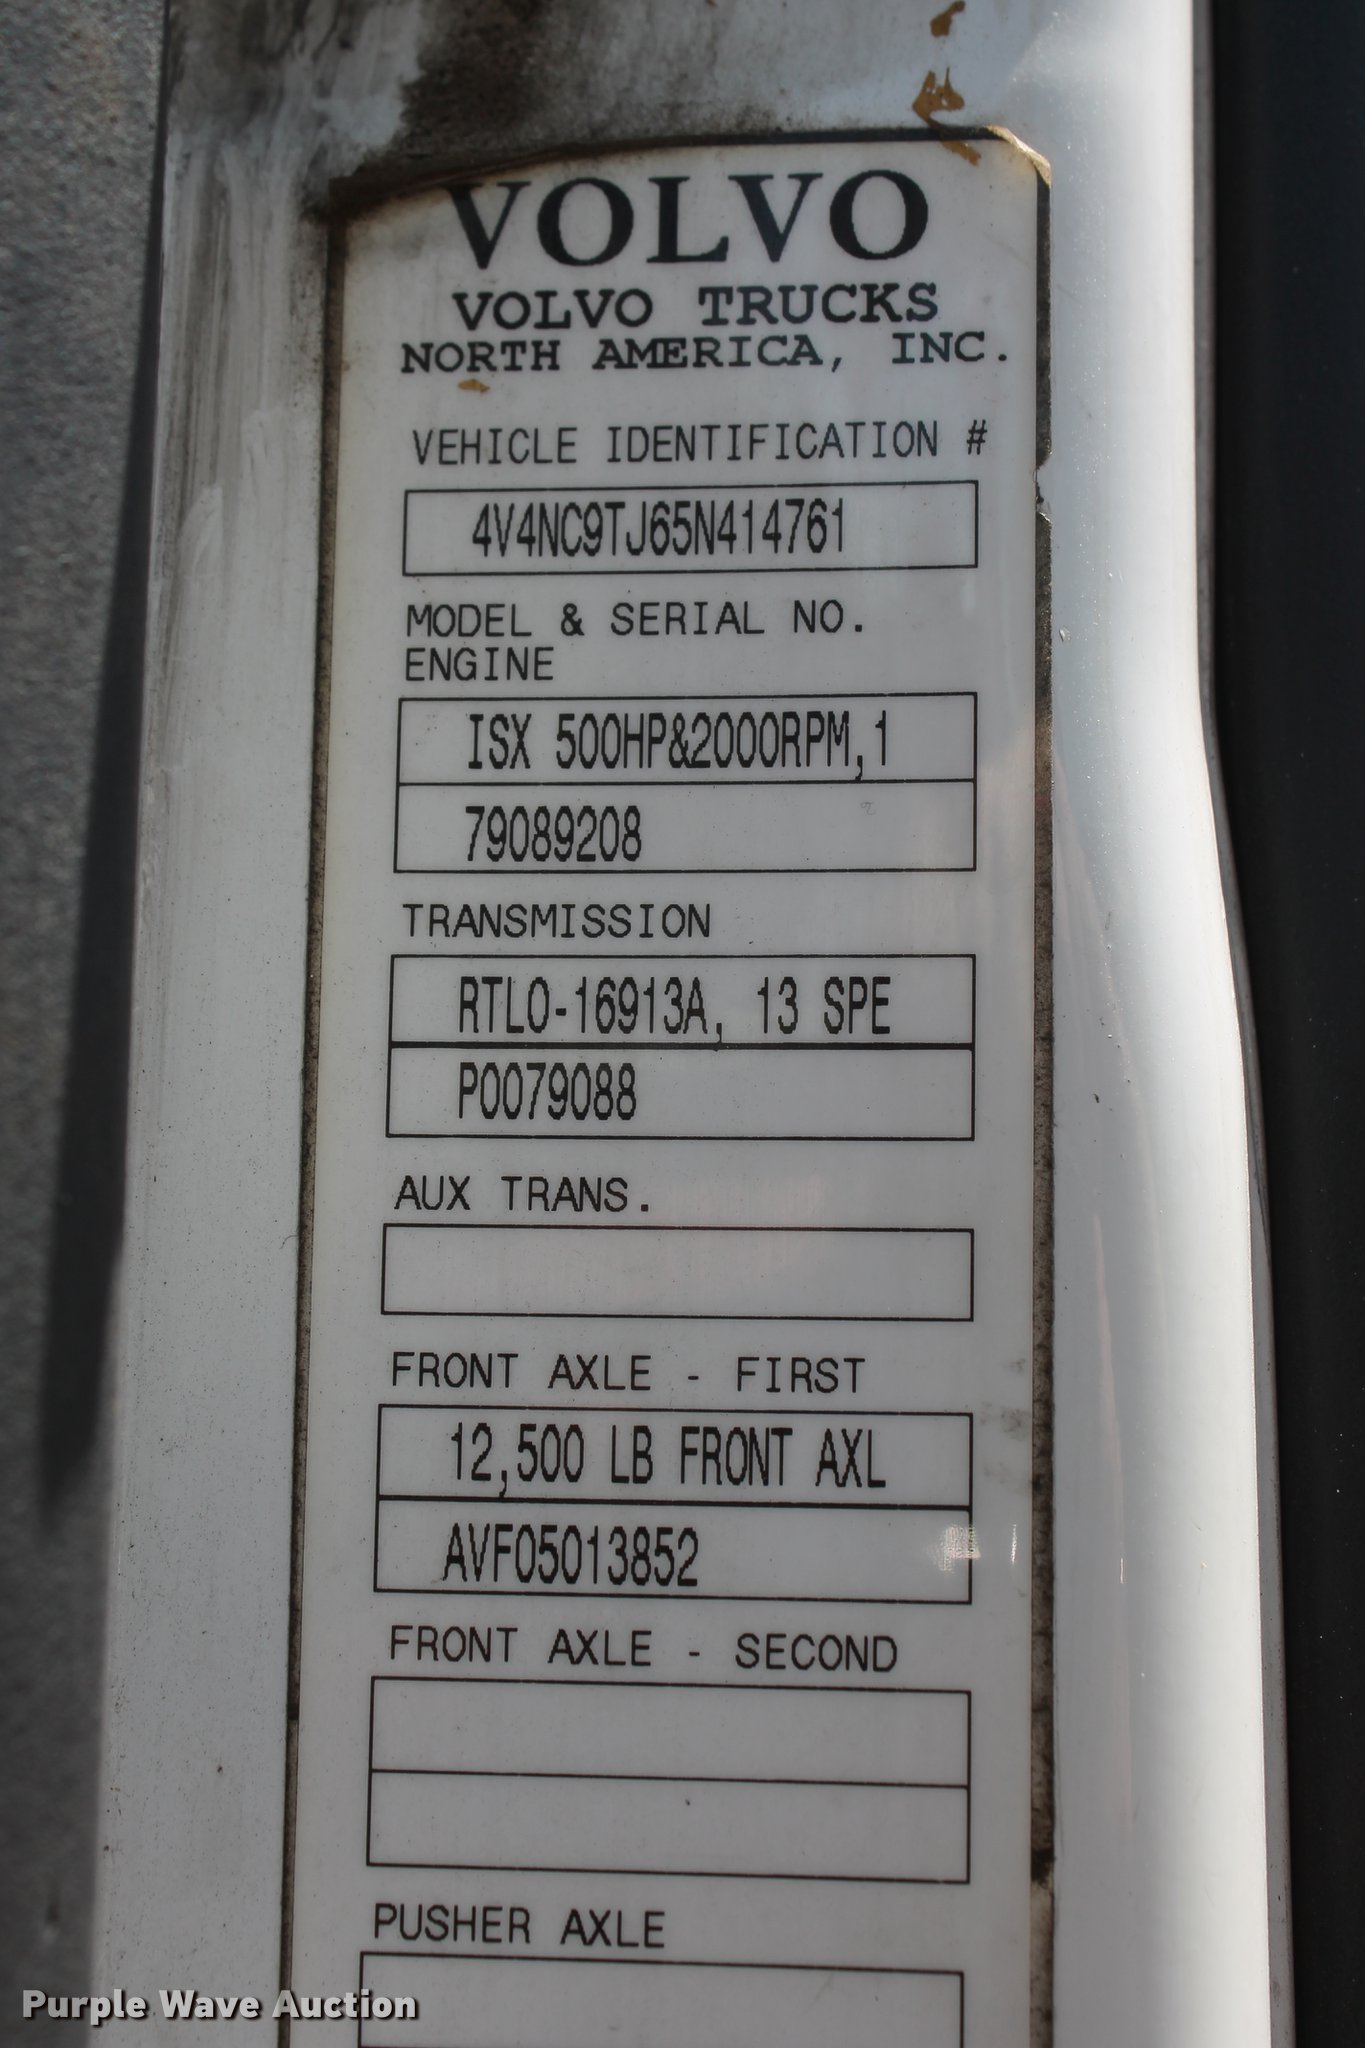 VOLVO
VOLVO TRUCKS
NORTH AMERICA, INC.
VEHICLE IDENTIFICATION #
4V4NC9TJ65N414761
MODEL & SERIAL NO.
ENGINE
ISX 500HP&2000RPM,1
79089208
TRANSMISSION
RTLO-16913A, 13 SPE
P0079088
AUX TRANS.
FRONT AXLE - FIRST
12,500 LB FRONT AXL
AVF05013852
FRONT AXLE - SECOND
PUSHER AXLE
Purple Wave Auction